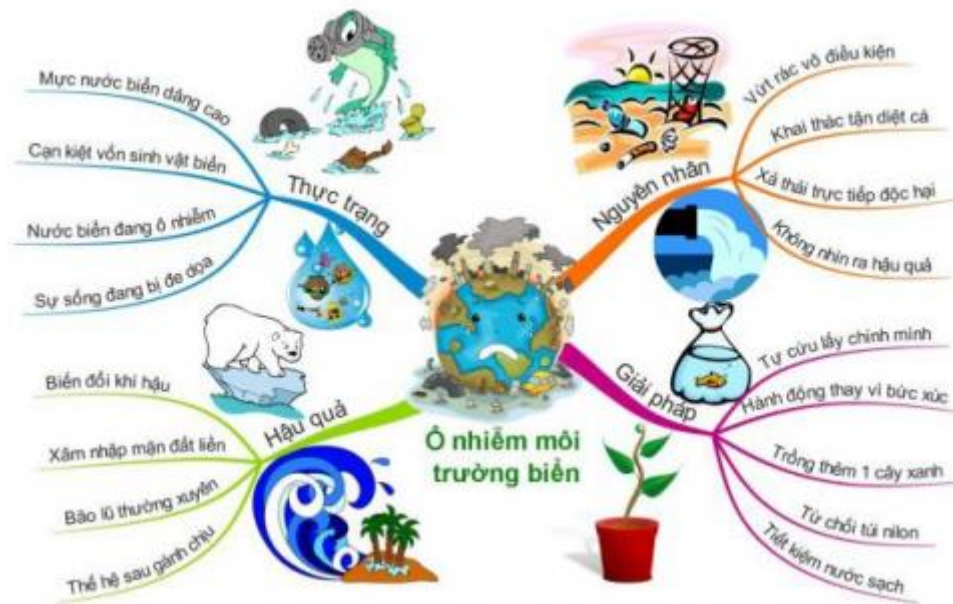 Thực trạng
Mực nước biển dâng cao
Cạn kiệt vốn sinh vật biển
Nước biển đang ô nhiễm
Sự sống đang bị đe dọa
Nguyên nhân
Vứt rác vô điều kiện
Khai thác tận diệt cá
Xả thải trực tiếp độc hại
Không nhìn ra hậu quả
Hậu quả
Biến đổi khí hậu
Xâm nhập mặn đất liền
Bão lũ thường xuyên
Thế hệ sau gánh chịu
Ô nhiễm môi
trường biển
Giải pháp
Tự cứu lấy chính mình
Hành động thay vì bức xúc
Trồng thêm 1 cây xanh
Từ chối túi nilon
Tiết kiệm nước sạch